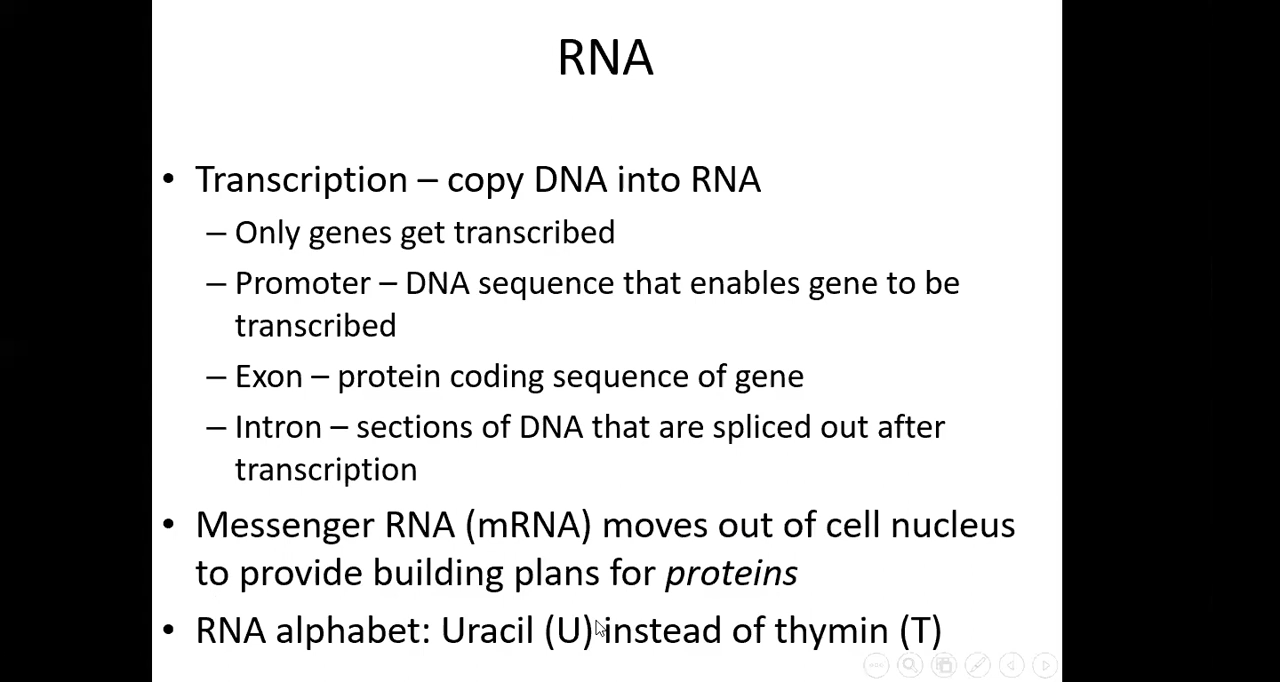 RNA
• Transcription – copy DNA into RNA
– Only genes get transcribed
– Promoter – DNA sequence that enables gene to be
transcribed
– Exon – protein coding sequence of gene
– Intron – sections of DNA that are spliced out after
transcription
• Messenger RNA (mRNA) moves out of cell nucleus
to provide building plans for proteins
• RNA alphabet: Uracil (U) instead of thymin (T)